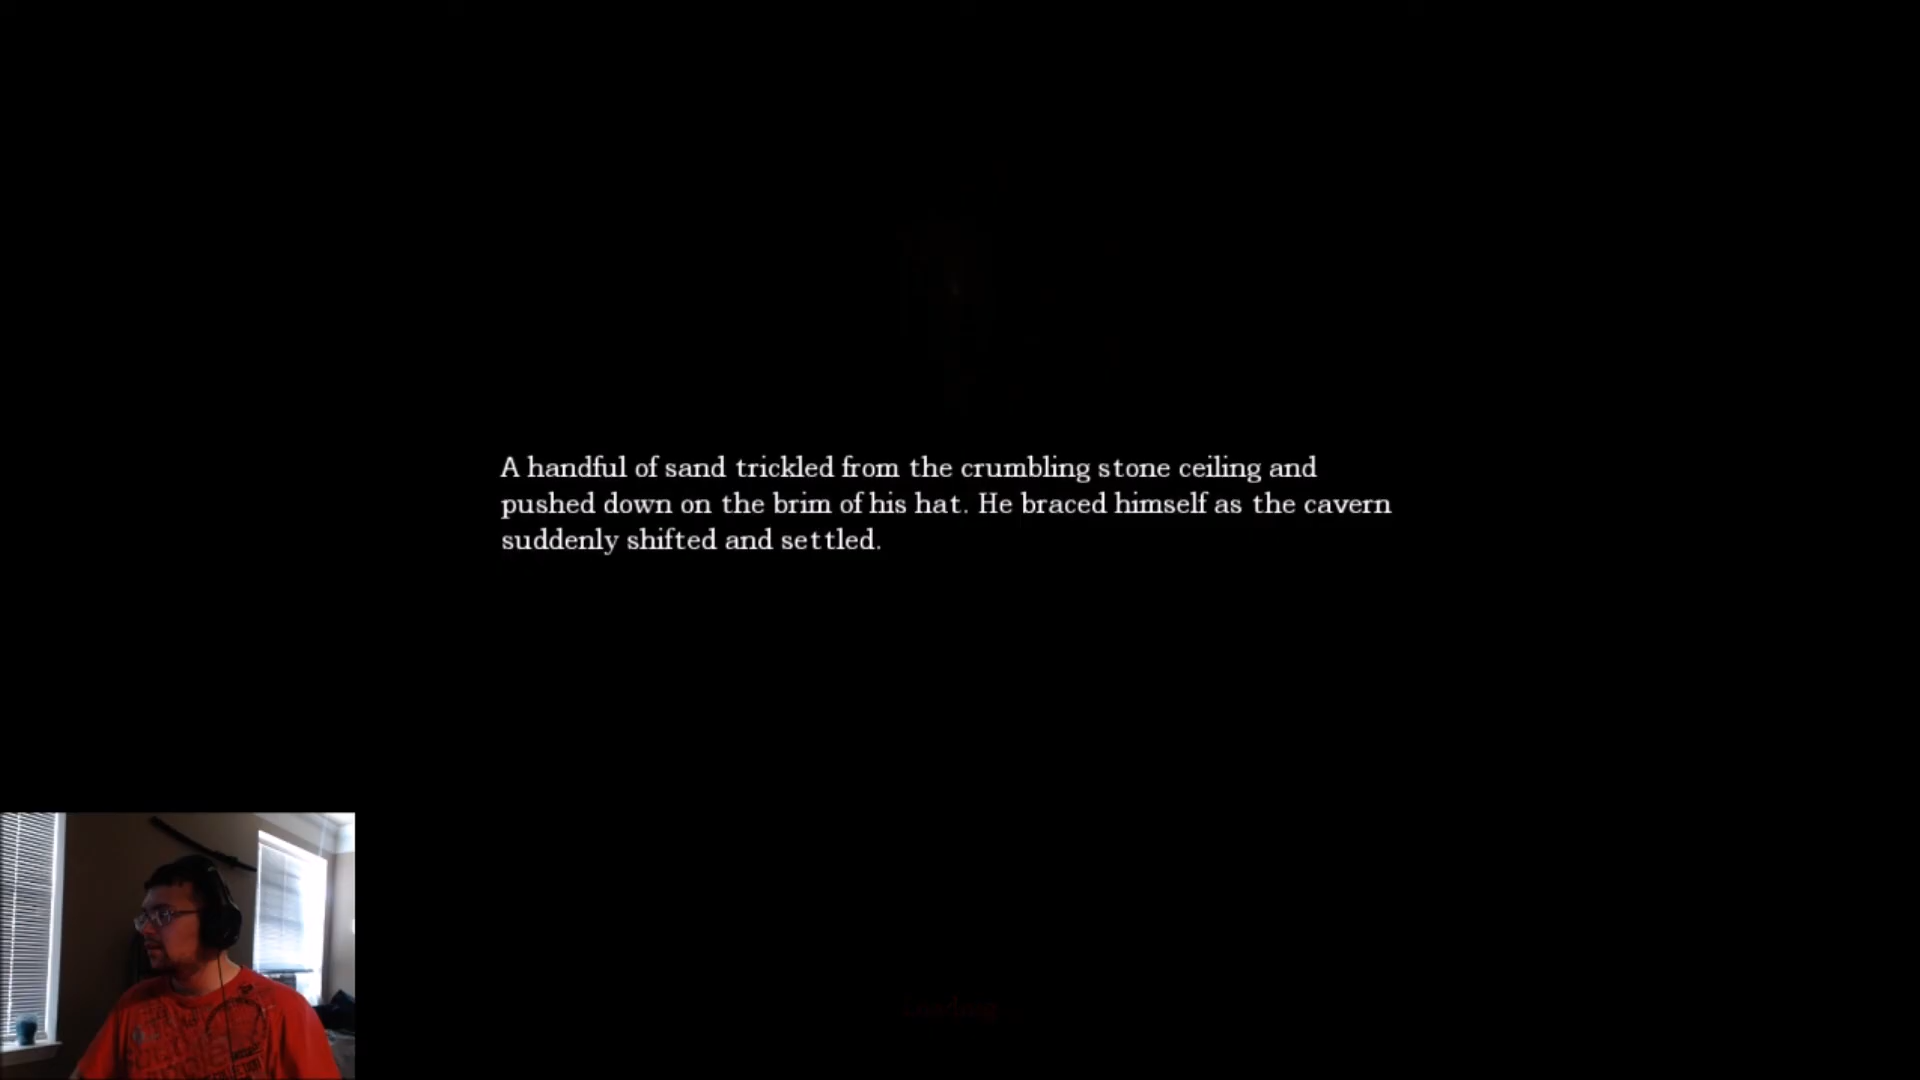 A handful of sand trickled from the crumbling stone ceiling and
pushed down on the brim of his hat. He braced himself as the cavern
suddenly shifted and settled.